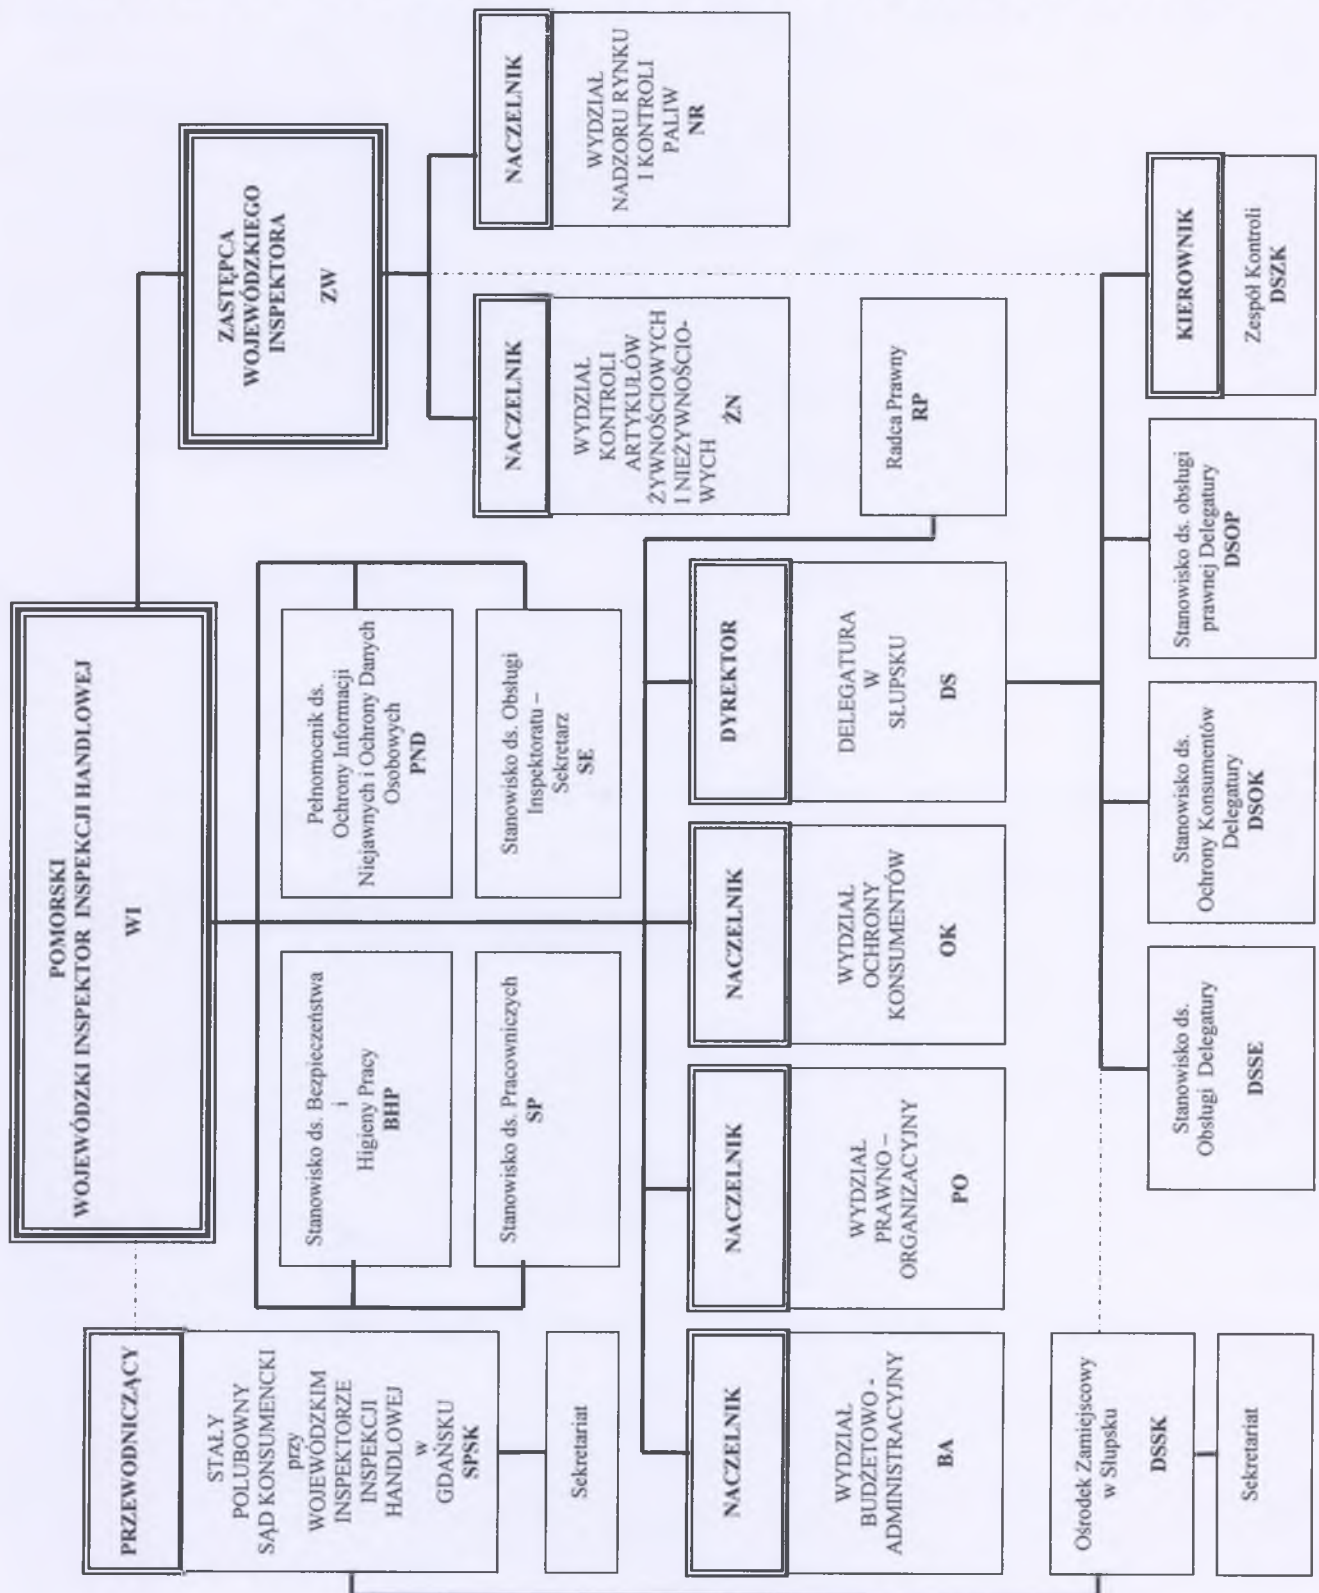 POMORSKI
WOJEWÓDZKI INSPEKTOR INSPEKCJI HANDLOWEJ
WI
PRZEWODNICZĄCY
STAŁY
POLUBOWNY
SĄD KONSUMENCKI
przy
WOJEWÓDZKIM
INSPEKTORZE
INSPEKCJI
HANDLOWEJ
w
GDAŃSKU
SPSK
Sekretariat
ZASTĘPCA
WOJEWÓDZKIEGO
INSPEKTORA
ZW
Stanowisko ds. Bezpieczeństwa
i
Higieny Pracy
BHP
Pełnomocnik ds.
Ochrony Informacji
Niejawnych i Ochrony Danych
Osobowych
PND
Stanowisko ds. Pracowniczych
SP
Stanowisko ds. Obsługi
Inspektoratu –
Sekretarz
SE
NACZELNIK
WYDZIAŁ
KONTROLI
ARTYKUŁÓW
ŻYWNOŚCIOWYCH
I NIEŻYWNOŚCIO-
WYCH
ŻN
NACZELNIK
WYDZIAŁ
NADZORU RYNKU
I KONTROLI
PALIW
NR
NACZELNIK
WYDZIAŁ
BUDŻETOWO -
ADMINISTRACYJNY
BA
NACZELNIK
WYDZIAŁ
PRAWNO –
ORGANIZACYJNY
PO
NACZELNIK
WYDZIAŁ
OCHRONY
KONSUMENTÓW
OK
DYREKTOR
DELEGATURA
W
SŁUPSKU
DS
Radca Prawny
RP
Ośrodek Zamiejscowy
w Słupsku
DSSK
Sekretariat
Stanowisko ds.
Obsługi Delegatury
DSSE
Stanowisko ds.
Ochrony Konsumentów
Delegatury
DSOK
Stanowisko ds. obsługi
prawnej Delegatury
DSOP
KIEROWNIK
Zespół Kontroli
DSZK